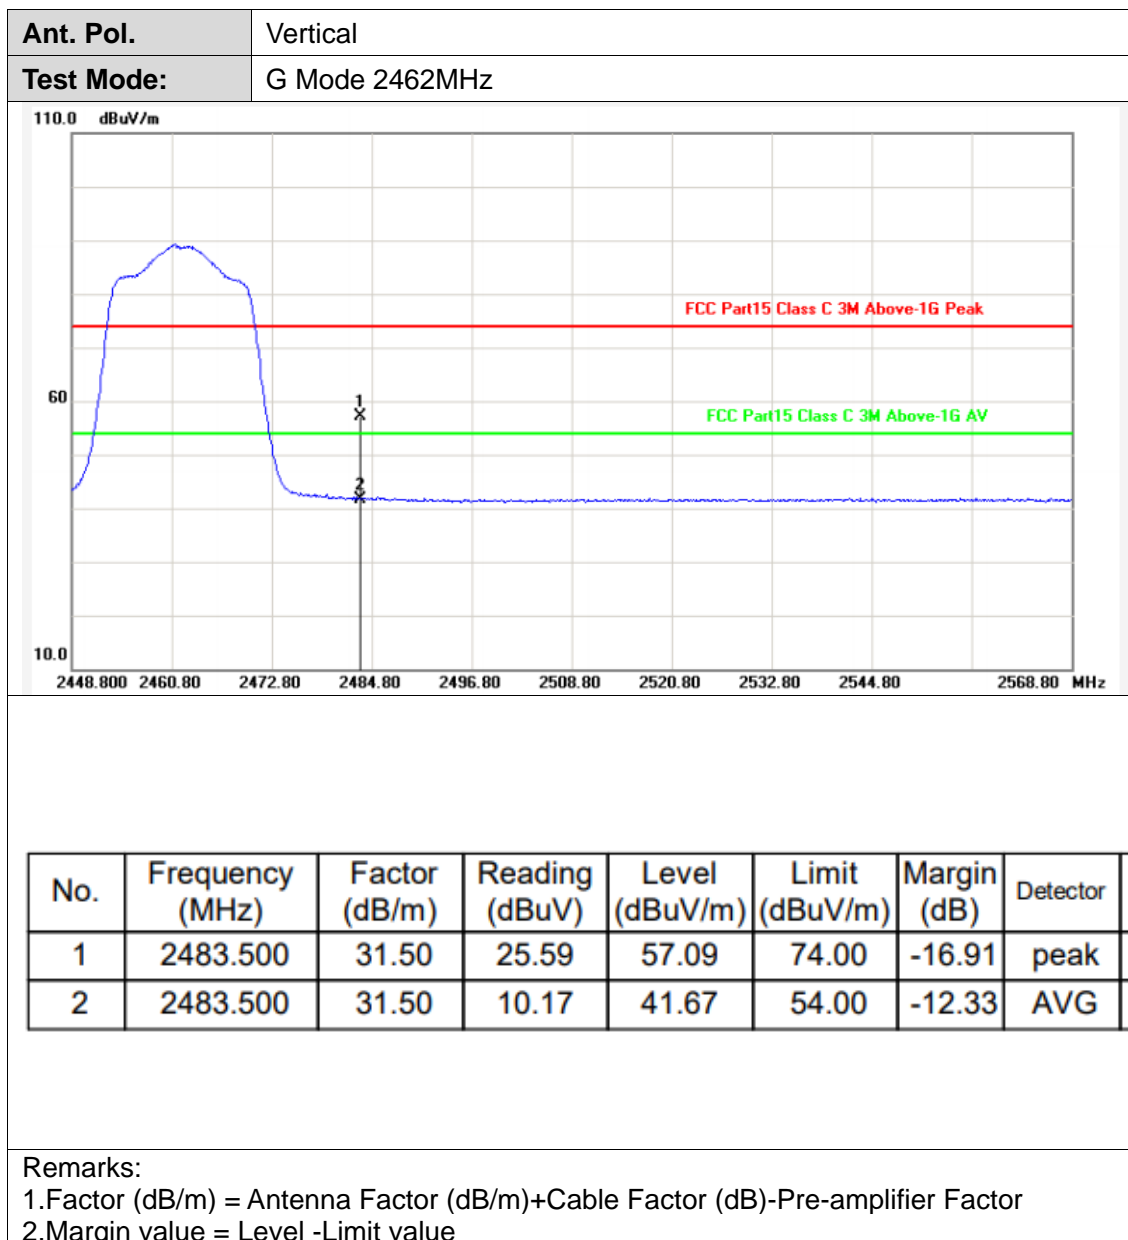 Ant. Pol. Vertical
Test Mode: G Mode 2462MHz
110.0 dBuV/m
FCC Part15 Class C 3M Above-1G Peak
60
1
FCC Part15 Class C 3M Above-1G AV
2
10.0
2448.800 2460.80 2472.80 2484.80 2496.80 2508.80 2520.80 2532.80 2544.80 2568.80 MHz
No. Frequency (MHz) Factor (dB/m) Reading (dBuV) Level (dBuV/m) Limit (dBuV/m) Margin (dB) Detector
1 2483.500 31.50 25.59 57.09 74.00 -16.91 peak
2 2483.500 31.50 10.17 41.67 54.00 -12.33 AVG
Remarks:
1.Factor (dB/m) = Antenna Factor (dB/m)+Cable Factor (dB)-Pre-amplifier Factor
2.Margin value = Level -Limit value